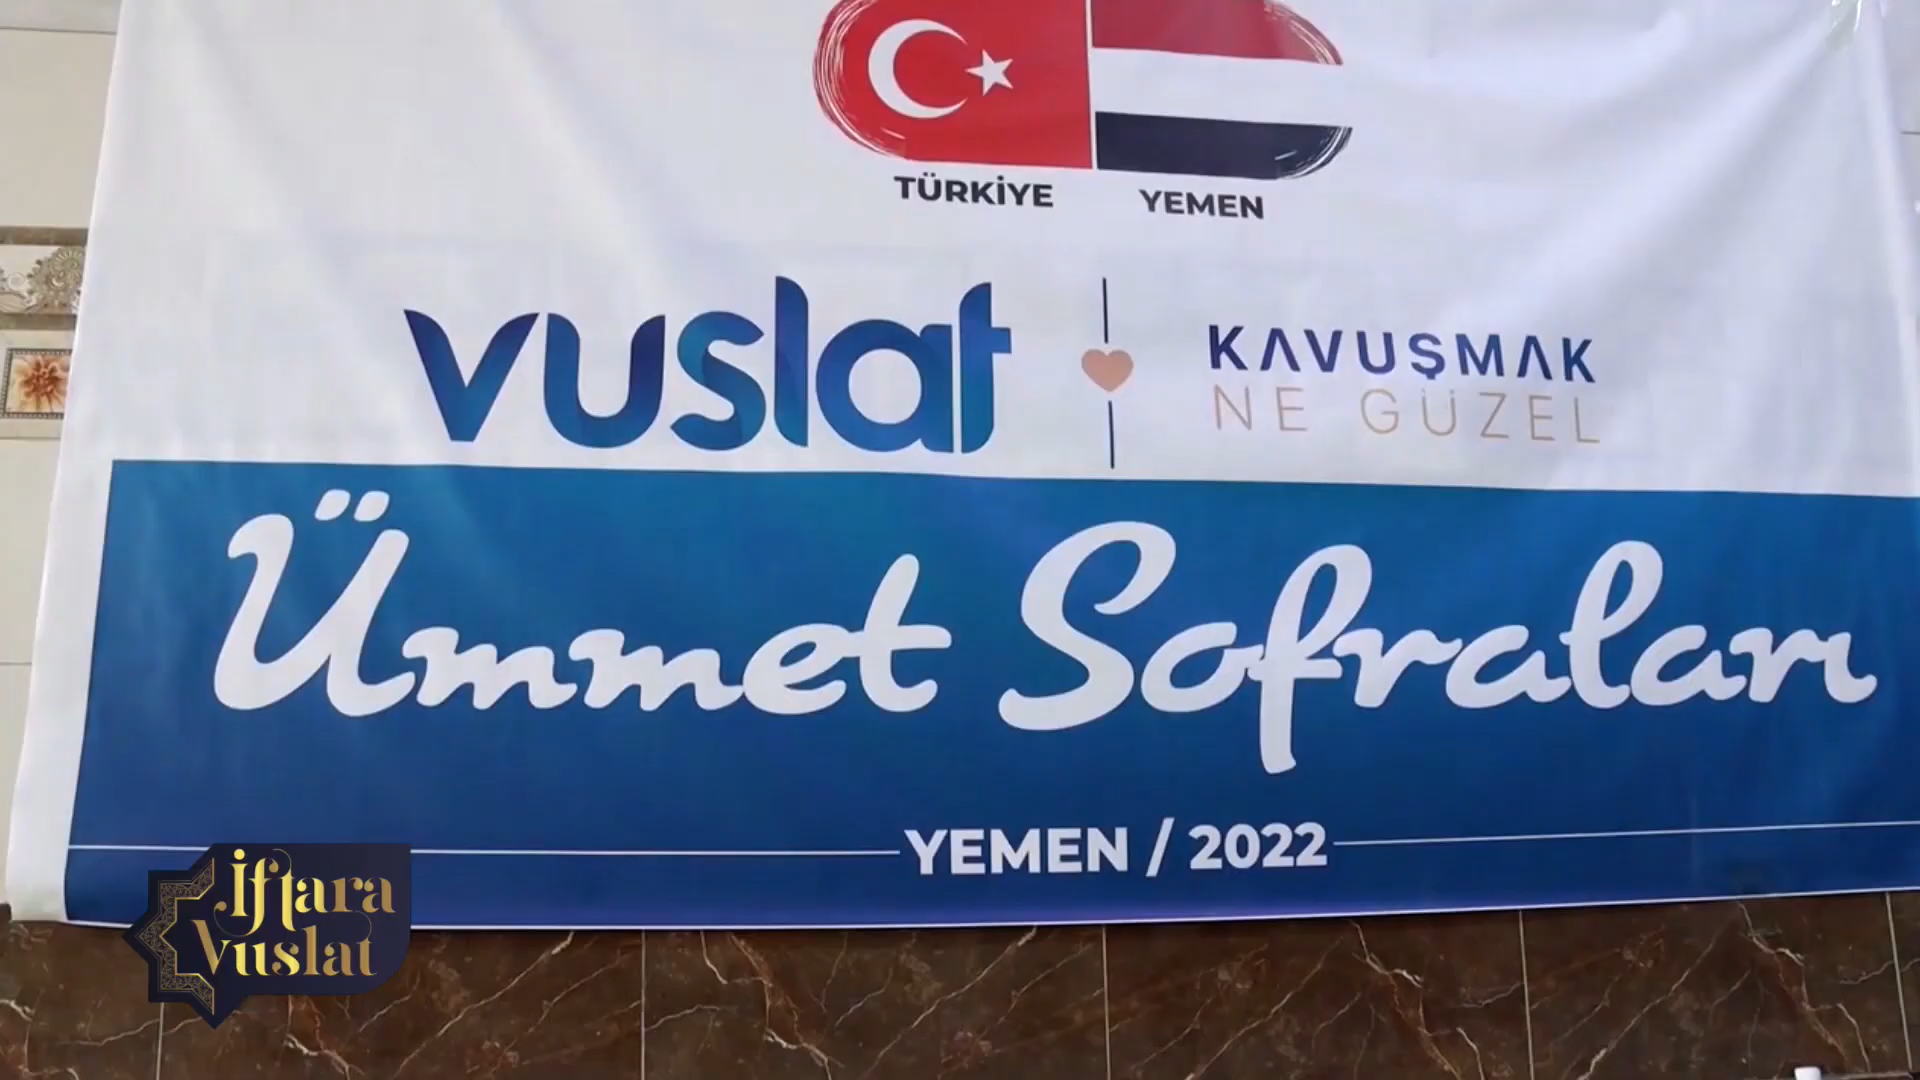 TÜRKİYE YEMEN
vuslat
KAVUŞMAK
NE GÜZEL
Ümmet Sofraları
YEMEN / 2022
İftara
Vuslat